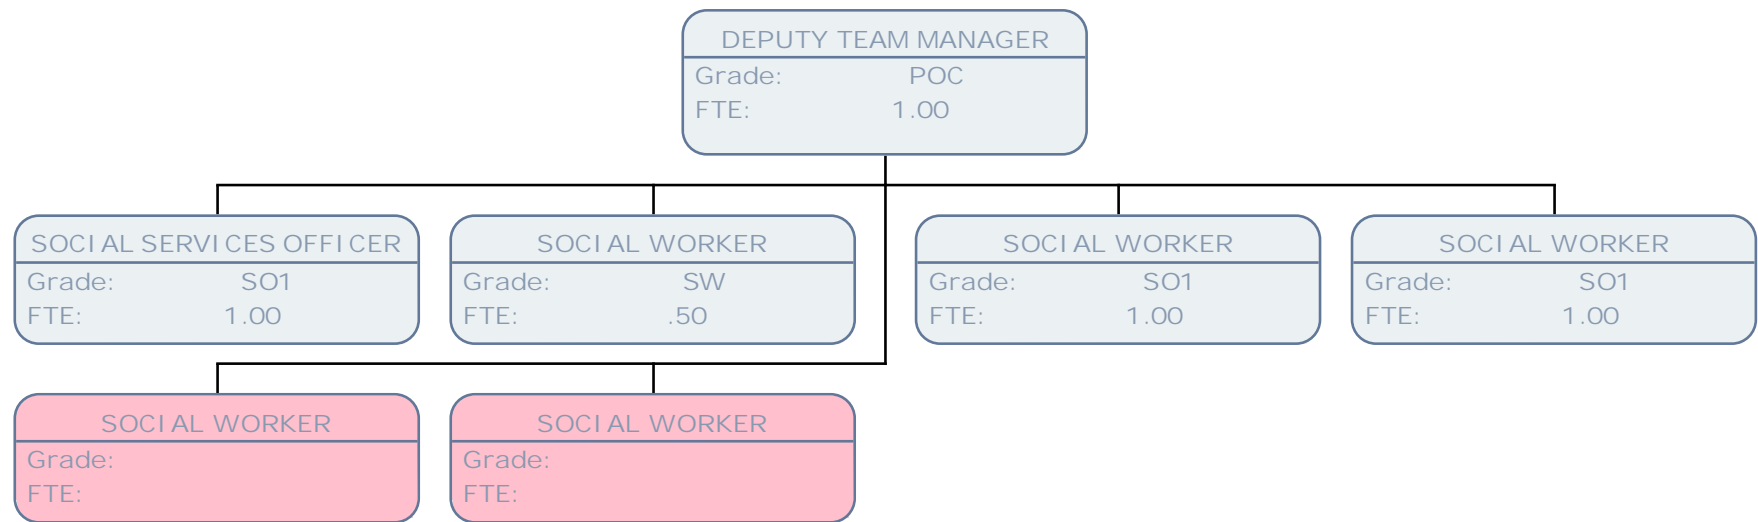 DEPUTY TEAM MANAGER
Grade: POC
FTE: 1.00
SOCIAL SERVICES OFFICER
Grade: SO1
FTE: 1.00
SOCIAL WORKER
Grade: SW
FTE: .50
SOCIAL WORKER
Grade: SO1
FTE: 1.00
SOCIAL WORKER
Grade: SO1
FTE: 1.00
SOCIAL WORKER
Grade:
FTE:
SOCIAL WORKER
Grade:
FTE: